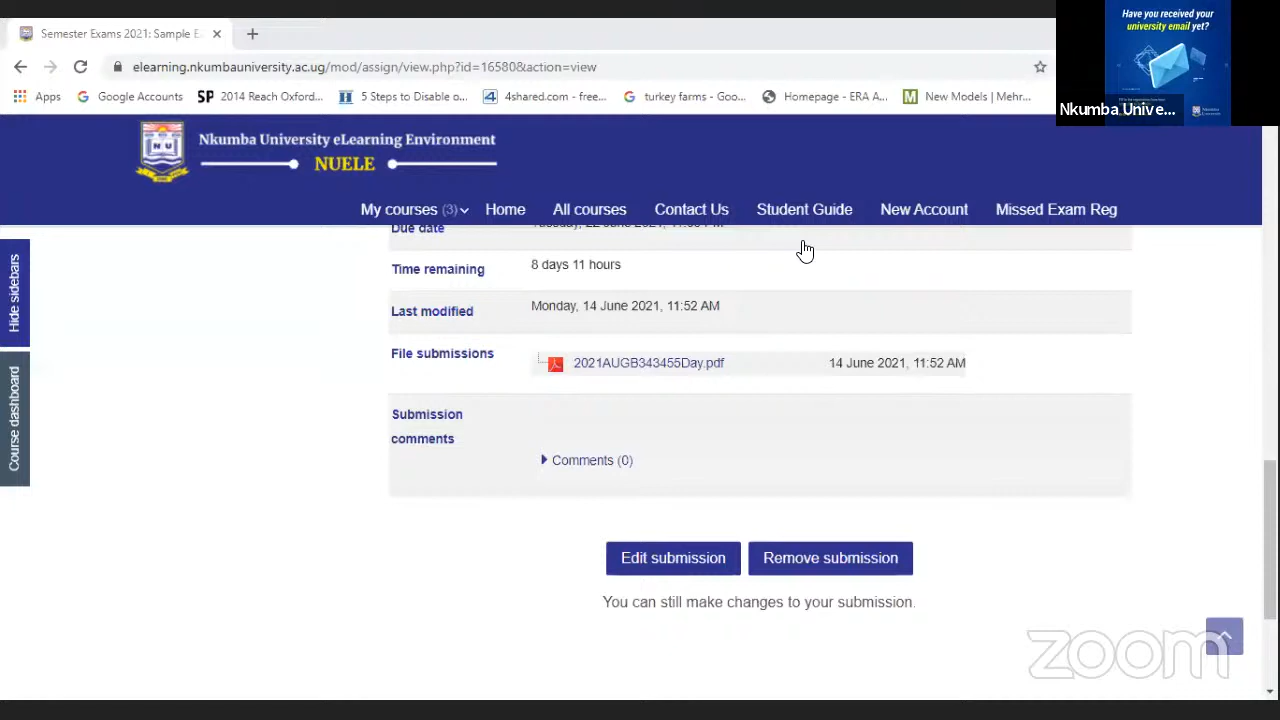 Semester Exams 2021: Sample E
Have you received your
university email yet?
elearning.nkumbauniversity.ac.ug/mod/assign/view.php?id=16580&action=view
Apps
Google Accounts
SP 2014 Reach Oxford...
5 Steps to Disable o...
4shared.com - free...
turkey farms - Goo...
Homepage - ERA A...
New Models | Mehr...
Nkumba Unive...
Nkumba University eLearning Environment
NUELE
My courses (3)
Home
All courses
Contact Us
Student Guide
New Account
Missed Exam Reg
Hide sidebars
Course dashboard
Due date
Time remaining 8 days 11 hours
Last modified Monday, 14 June 2021, 11:52 AM
File submissions 2021AUGB343455Day.pdf 14 June 2021, 11:52 AM
Submission
comments
Comments (0)
Edit submission
Remove submission
You can still make changes to your submission.
zoom